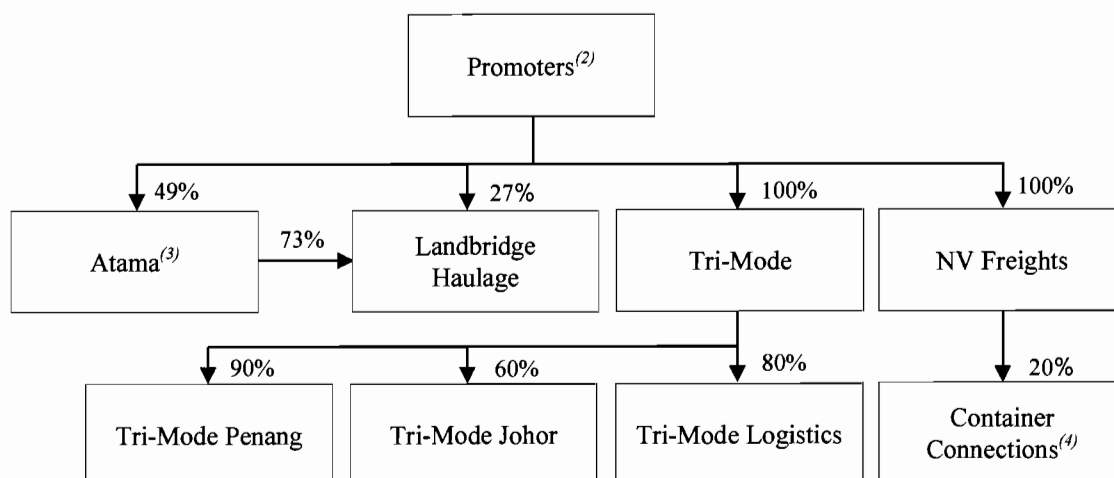 Promoters(2)
49%
27%
100%
100%
Atama(3)
73%
Landbridge
Haulage
Tri-Mode
NV Freights
90%
60%
80%
20%
Tri-Mode Penang
Tri-Mode Johor
Tri-Mode Logistics
Container
Connections(4)